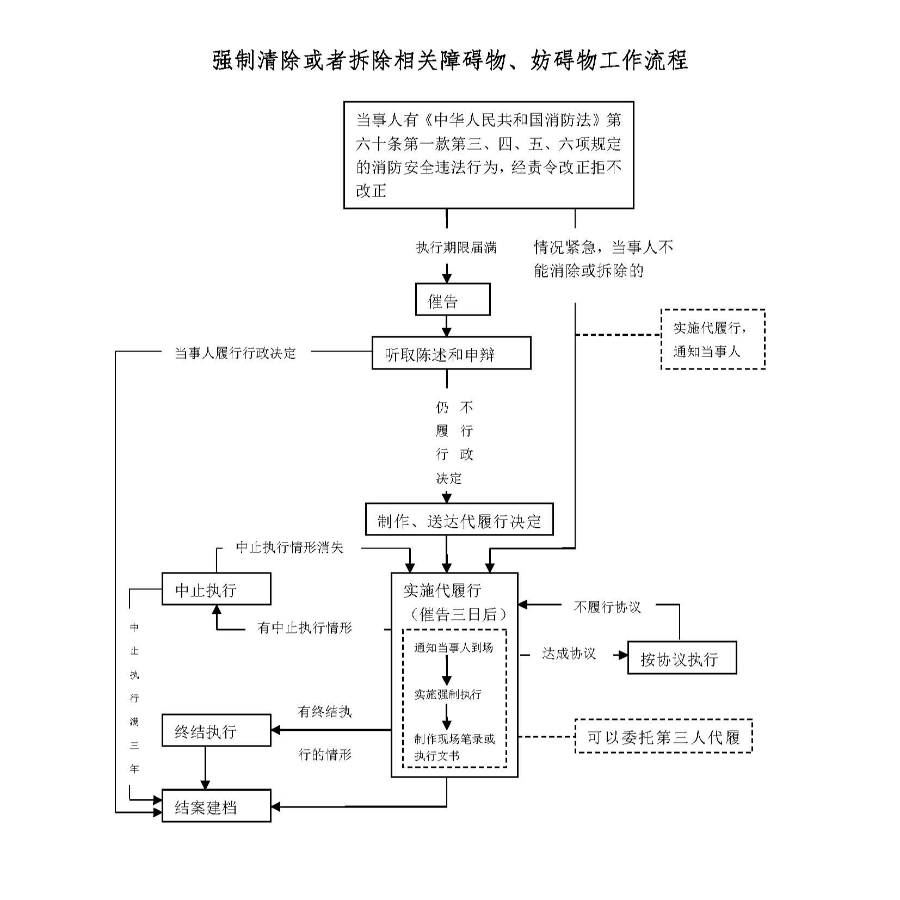 强制清除或者拆除相关障碍物、妨碍物工作流程
当事人有《中华人民共和国消防法》第
六十条第一款第三、四、五、六项规定
的消防安全违法行为，经责令改正拒不
改正
执行期限届满
情况紧急，当事人不
能消除或拆除的
催告
实施代履行，
通知当事人
当事人履行行政决定
听取陈述和申辩
仍 不
履 行
行 政
决定
制作、送达代履行决定
中止执行情形消失
中止执行
实施代履行
（催告三日后）
不履行协议
有中止执行情形
通知当事人到场
达成协议
按协议执行
中
止
执
行
满
三
年
实施强制执行
有终结执
行的情形
终结执行
制作现场笔录或
执行文书
可以委托第三人代履
结案建档